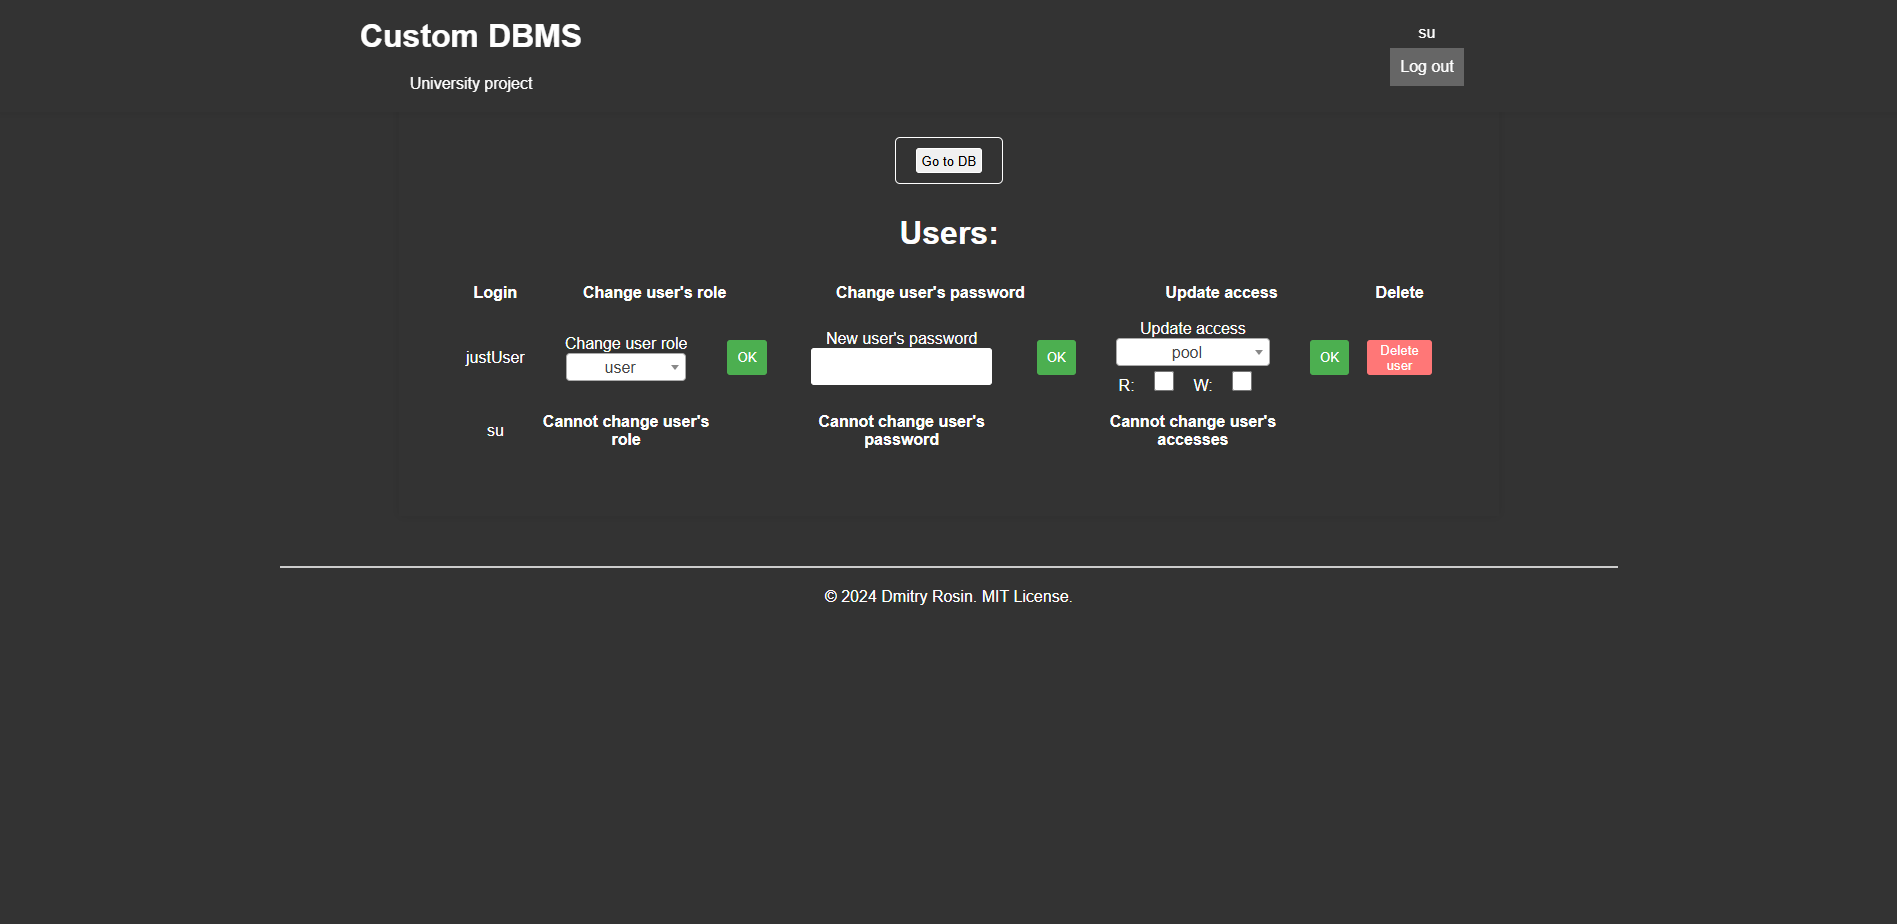 Custom DBMS
University project
su
Log out
Go to DB
Users:
Login Change user's role Change user's password Update access Delete
justUser
Change user role
user
OK
New user's password
OK
Update access
pool
R: W:
OK
Delete
user
su
Cannot change user's
role
Cannot change user's
password
Cannot change user's
accesses
© 2024 Dmitry Rosin. MIT License.